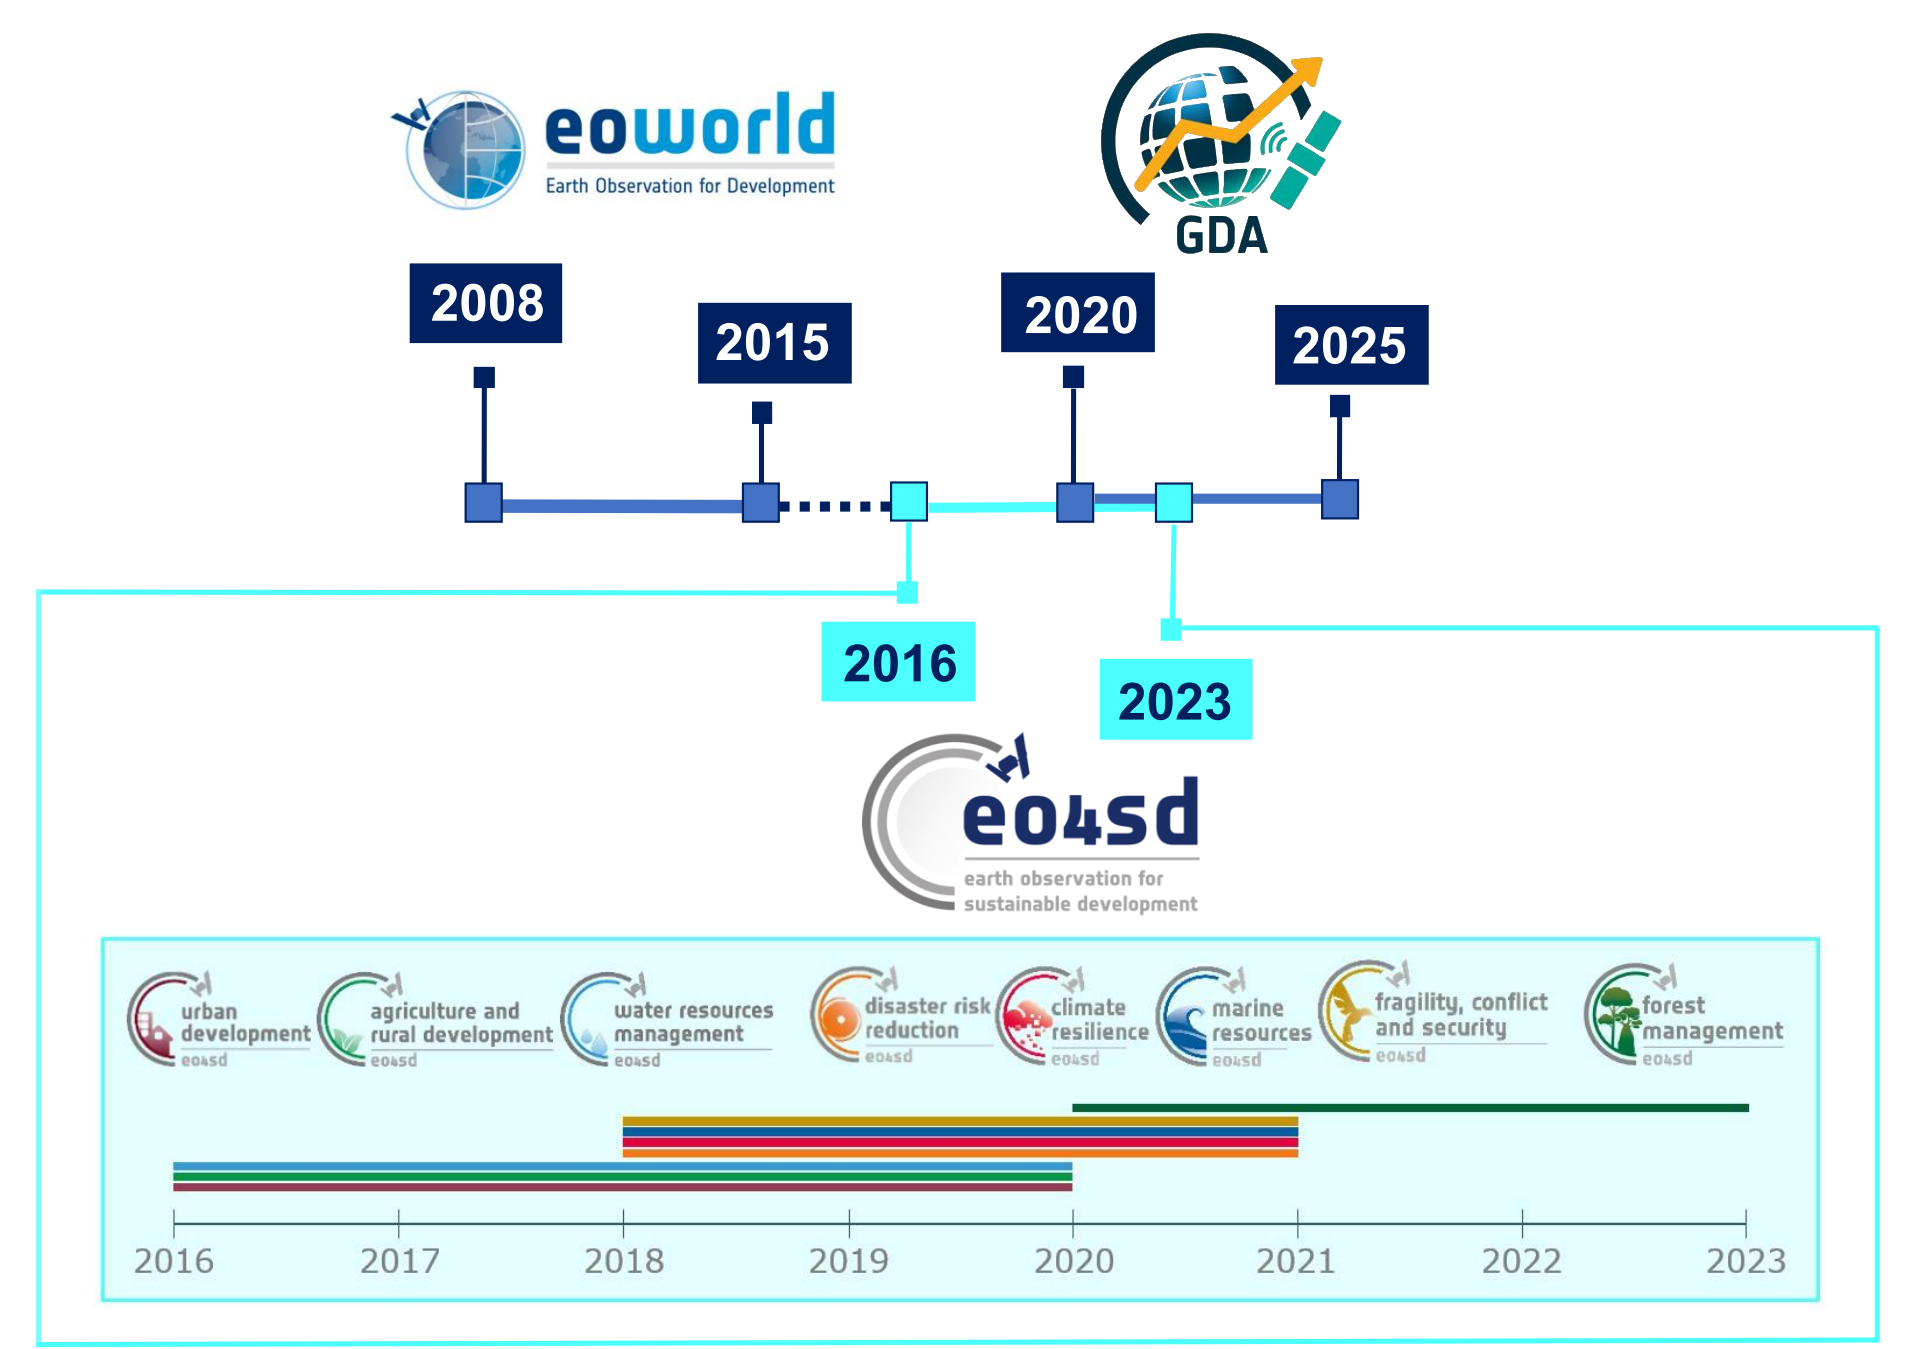 eoworld
Earth Observation for Development
GDA
2008
2015
2020
2025
2016
2023
eo4sd
earth observation for
sustainable development
urban
development
eo4sd
agriculture and
rural development
eo4sd
water resources
management
eo4sd
disaster risk
reduction
eo4sd
climate
resilience
eo4sd
marine
resources
eo4sd
fragility, conflict
and security
eo4sd
forest
management
eo4sd
2016 2017 2018 2019 2020 2021 2022 2023